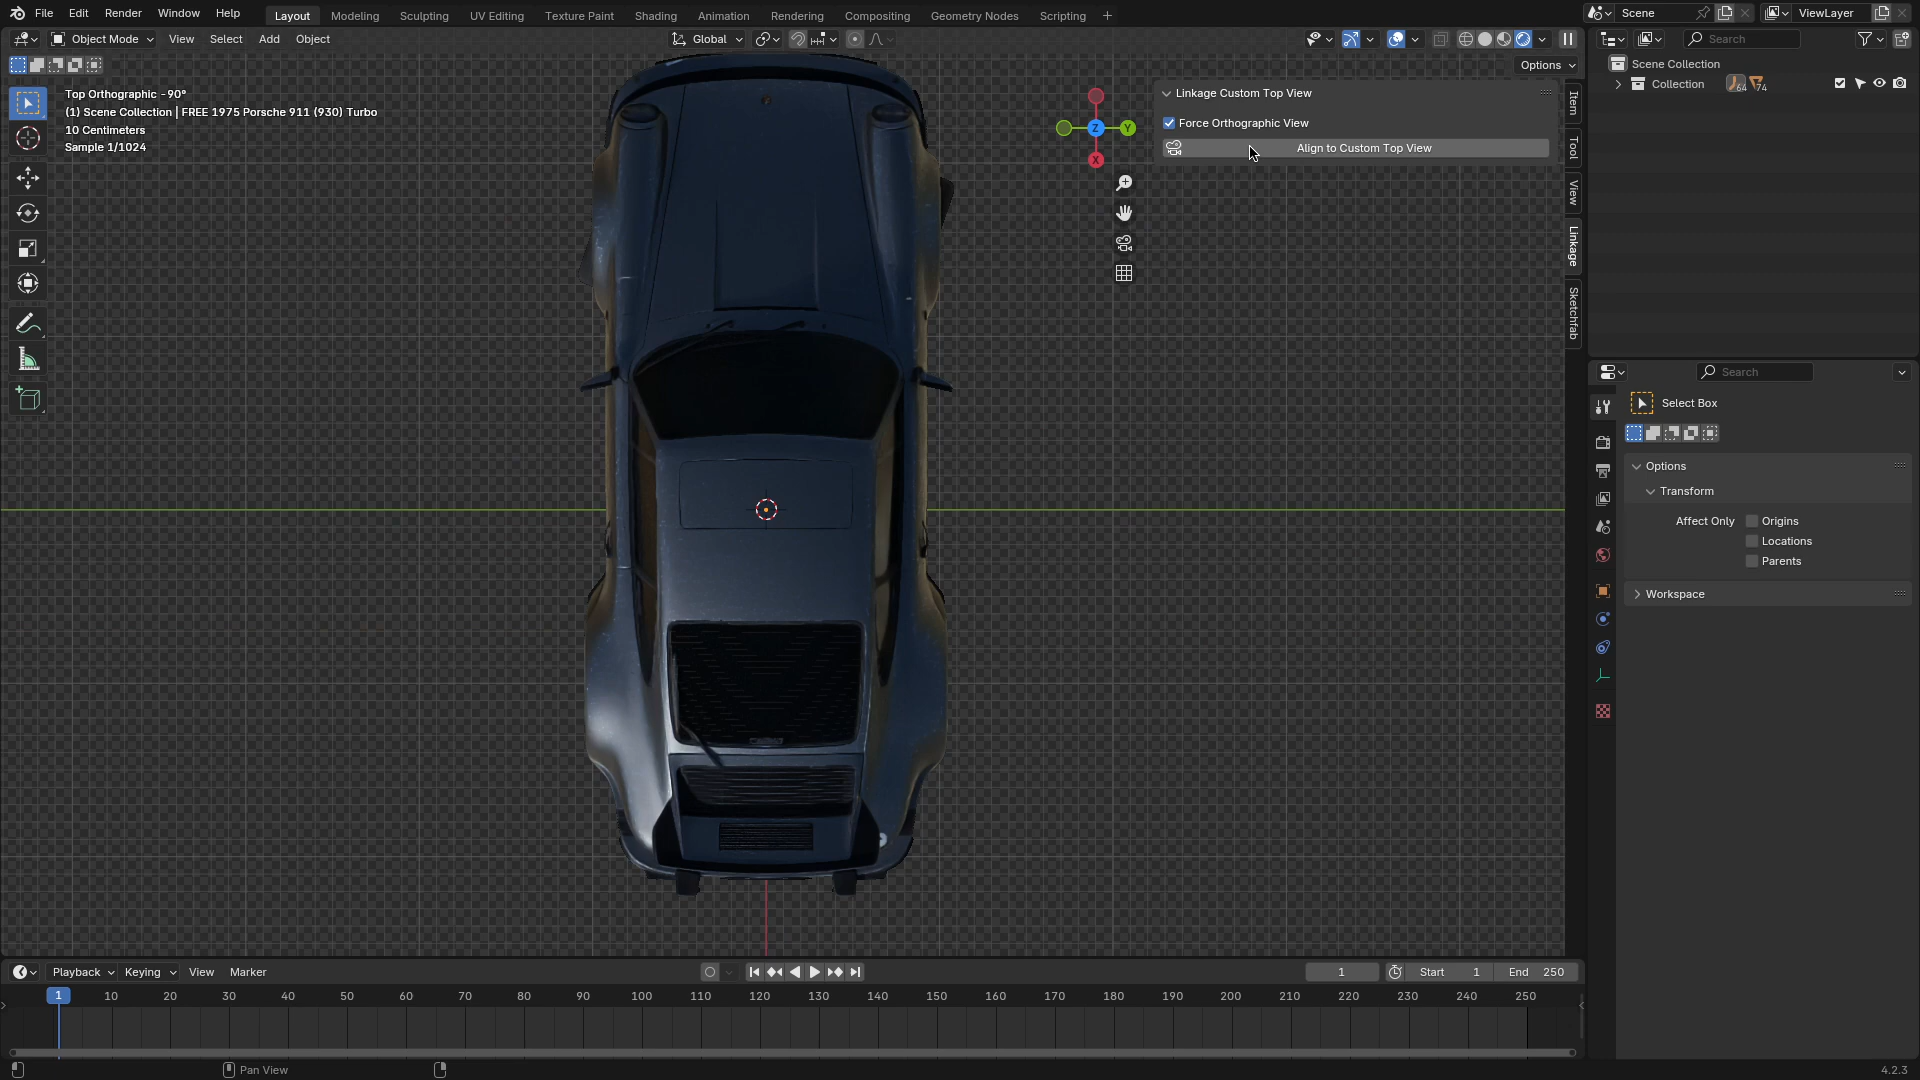 File Edit Render Window Help Layout Modeling Sculpting UV Editing Texture Paint Shading Animation Rendering Compositing Geometry Nodes Scripting + Scene ViewLayer
Object Mode View Select Add Object Global Search
Options
Top Orthographic -90°
(1) Scene Collection | FREE 1975 Porsche 911 (930) Turbo
10 Centimeters
Sample 1/1024
X
Y
Z
Linkage Custom Top View
Force Orthographic View
Align to Custom Top View
Item
Tool
View
Linkage
Sketchfab
Scene Collection
Collection 64 74
Search
Select Box
Options
Transform
Affect Only Origins
Locations
Parents
Workspace
Playback Keying View Marker 1 Start 1 End 250
1 10 20 30 40 50 60 70 80 90 100 110 120 130 140 150 160 170 180 190 200 210 220 230 240 250
Pan View 4.2.3